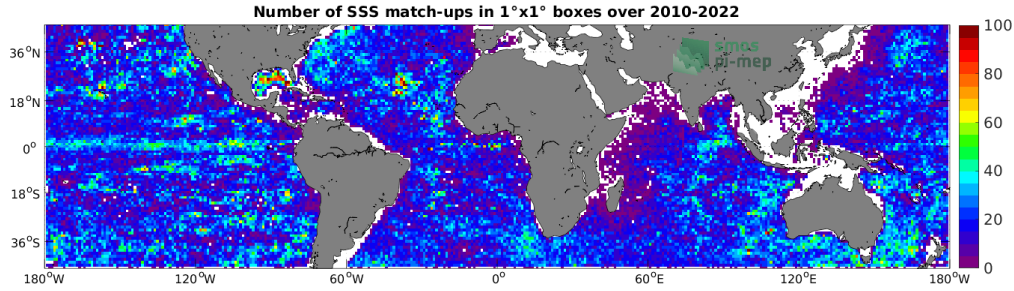 Number of SSS match-ups in 1°x1° boxes over 2010-2022
smos
pi-mep
36°N
18°N
0°
18°S
36°S
180°W 120°W 60°W 0° 60°E 120°E 180°W
100
80
60
40
20
0